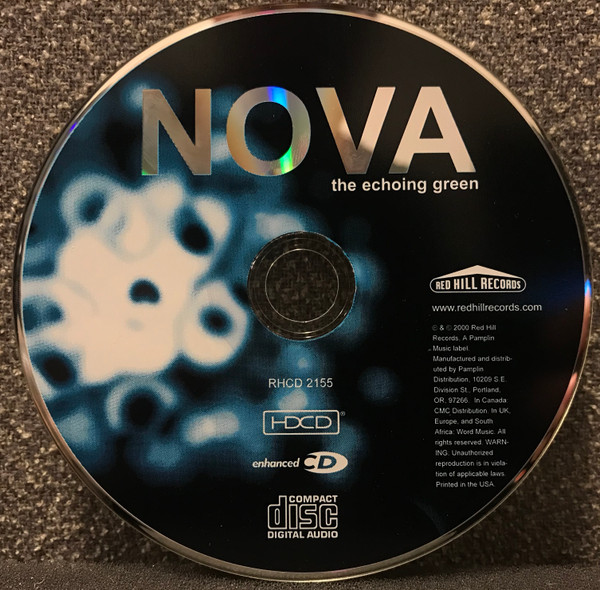 NOVA
the echoing green
RED HILL RECORDS
www.redhillrecords.com
℗ & © 2000 Red Hill
Records, A Pamplin
Music label.
Manufactured and distrib-
uted by Pamplin
Distribution, 10209 S.E.
Division St., Portland,
OR, 97266. In Canada:
CMC Distribution. In UK,
Europe, and South
Africa: Word Music. All
rights reserved. WARN-
ING: Unauthorized
reproduction is in viola-
tion of applicable laws.
Printed in the USA
RHCD 2155
HDCD®
enhanced CD
COMPACT
disc
DIGITAL AUDIO